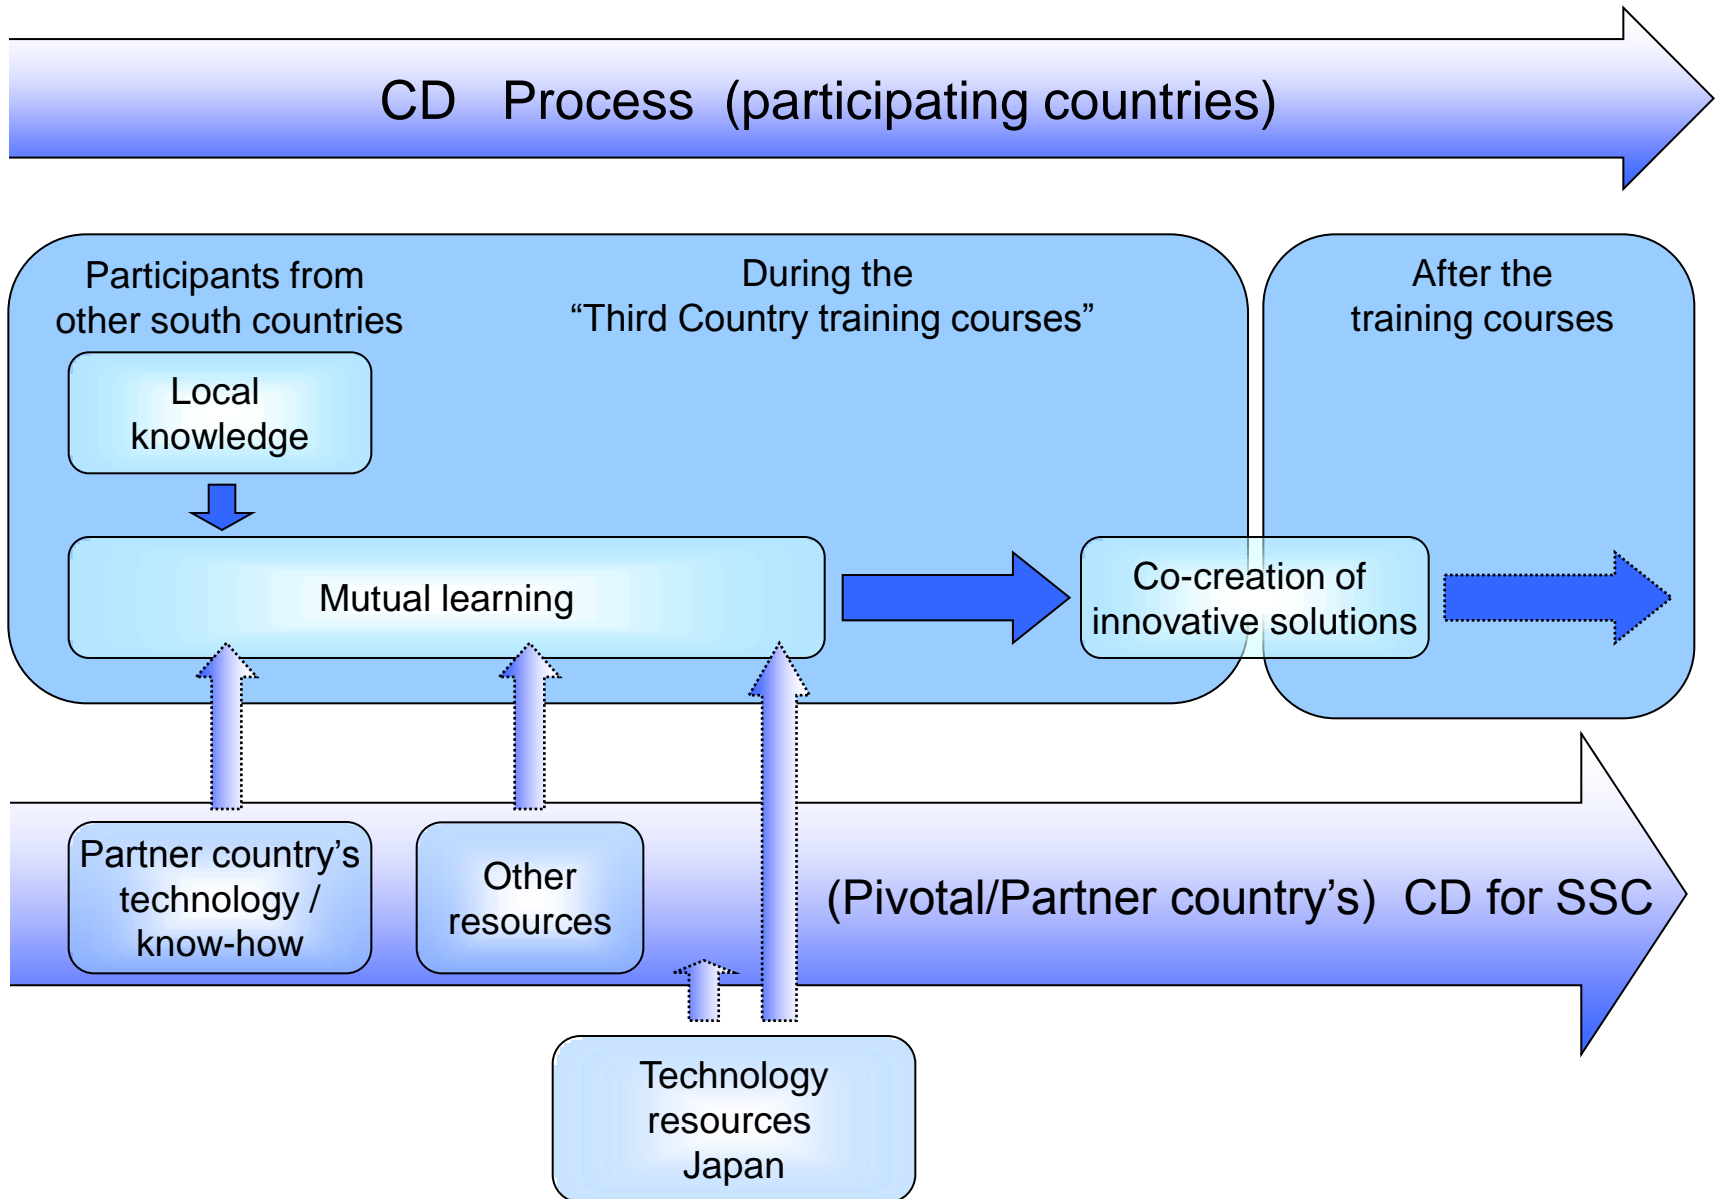 CD Process (participating countries)
Participants from
other south countries
During the
“Third Country training courses”
After the
training courses
Local
knowledge
Mutual learning
Co-creation of
innovative solutions
Partner country’s
technology /
know-how
Other
resources
(Pivotal/Partner country’s) CD for SSC
Technology
resources
Japan